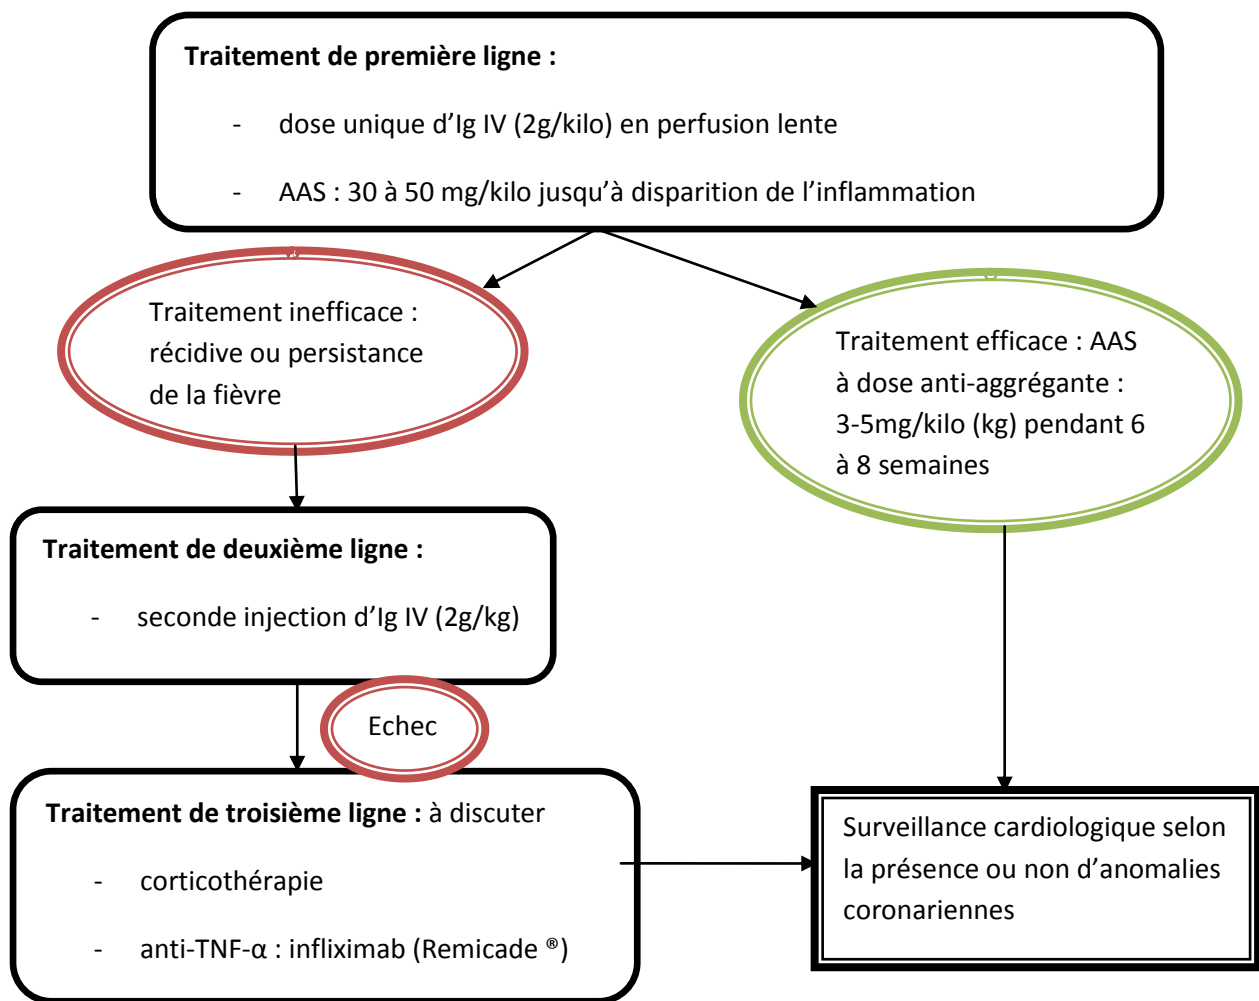 Traitement de première ligne :
- dose unique d’Ig IV (2g/kilo) en perfusion lente
- AAS : 30 à 50 mg/kilo jusqu’à disparition de l’inflammation
Traitement inefficace :
récidive ou persistance
de la fièvre
Traitement efficace : AAS
à dose anti-aggrégante :
3-5mg/kilo (kg) pendant 6
à 8 semaines
Traitement de deuxième ligne :
- seconde injection d’Ig IV (2g/kg)
Echec
Traitement de troisième ligne : à discuter
- corticothérapie
- anti-TNF-α : infliximab (Remicade ®)
Surveillance cardiologique selon
la présence ou non d’anomalies
coronariennes